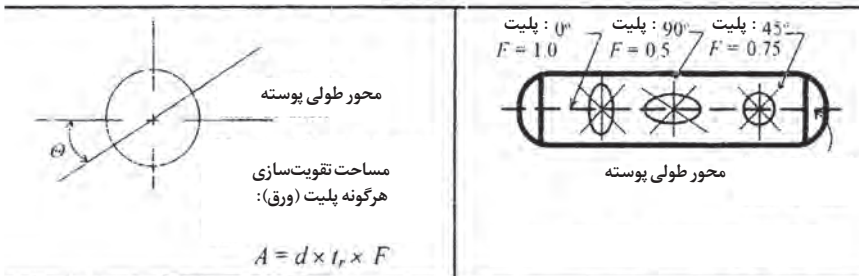 محور طولی پوسته
Θ
مساحت تقویت‌سازی
هرگونه پلیت (ورق):
A = d × tᵣ × F
پلیت : 0° پلیت : 90° پلیت : 45°
F = 1.0 F = 0.5 F = 0.75
محور طولی پوسته